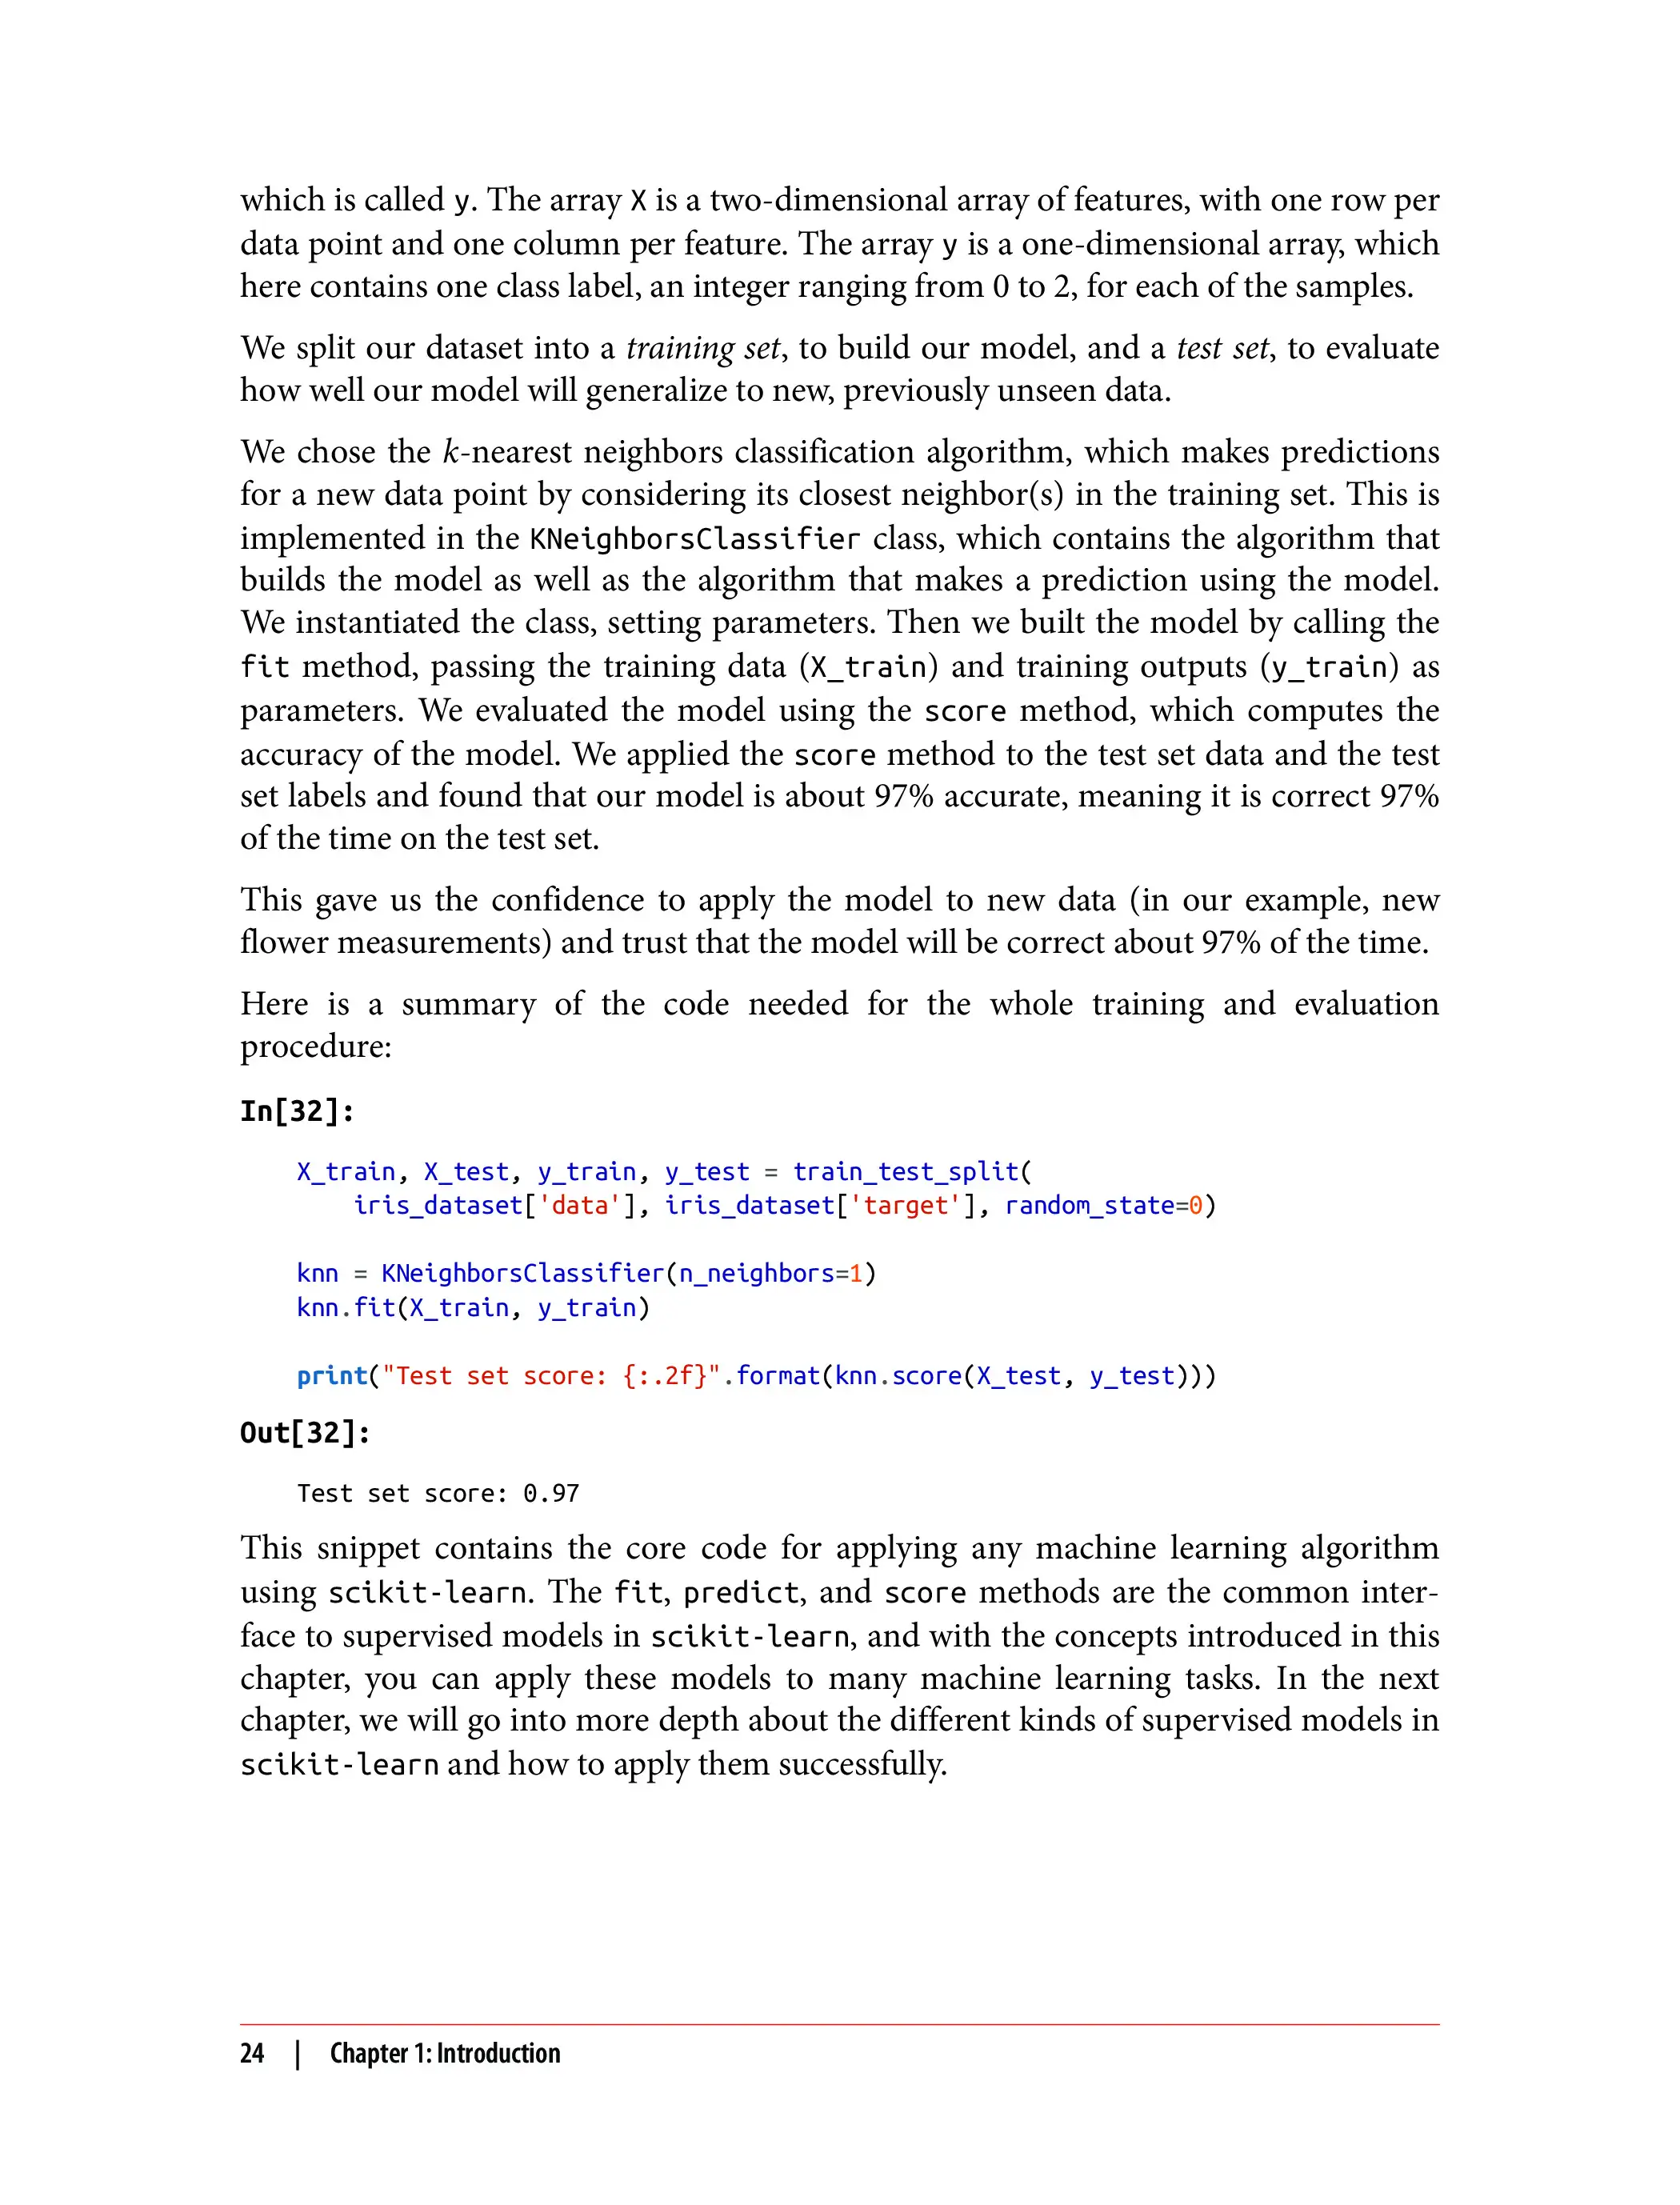 which is called y. The array X is a two-dimensional array of features, with one row per
data point and one column per feature. The array y is a one-dimensional array, which
here contains one class label, an integer ranging from 0 to 2, for each of the samples.
We split our dataset into a training set, to build our model, and a test set, to evaluate
how well our model will generalize to new, previously unseen data.
We chose the k-nearest neighbors classification algorithm, which makes predictions
for a new data point by considering its closest neighbor(s) in the training set. This is
implemented in the KNeighborsClassifier class, which contains the algorithm that
builds the model as well as the algorithm that makes a prediction using the model.
We instantiated the class, setting parameters. Then we built the model by calling the
fit method, passing the training data (X_train) and training outputs (y_train) as
parameters. We evaluated the model using the score method, which computes the
accuracy of the model. We applied the score method to the test set data and the test
set labels and found that our model is about 97% accurate, meaning it is correct 97%
of the time on the test set.
This gave us the confidence to apply the model to new data (in our example, new
flower measurements) and trust that the model will be correct about 97% of the time.
Here is a summary of the code needed for the whole training and evaluation
procedure:
In[32]:
X_train, X_test, y_train, y_test = train_test_split(
    iris_dataset['data'], iris_dataset['target'], random_state=0)
knn = KNeighborsClassifier(n_neighbors=1)
knn.fit(X_train, y_train)
print("Test set score: {:.2f}".format(knn.score(X_test, y_test)))
Out[32]:
Test set score: 0.97
This snippet contains the core code for applying any machine learning algorithm
using scikit-learn. The fit, predict, and score methods are the common inter-
face to supervised models in scikit-learn, and with the concepts introduced in this
chapter, you can apply these models to many machine learning tasks. In the next
chapter, we will go into more depth about the different kinds of supervised models in
scikit-learn and how to apply them successfully.
24 | Chapter 1: Introduction